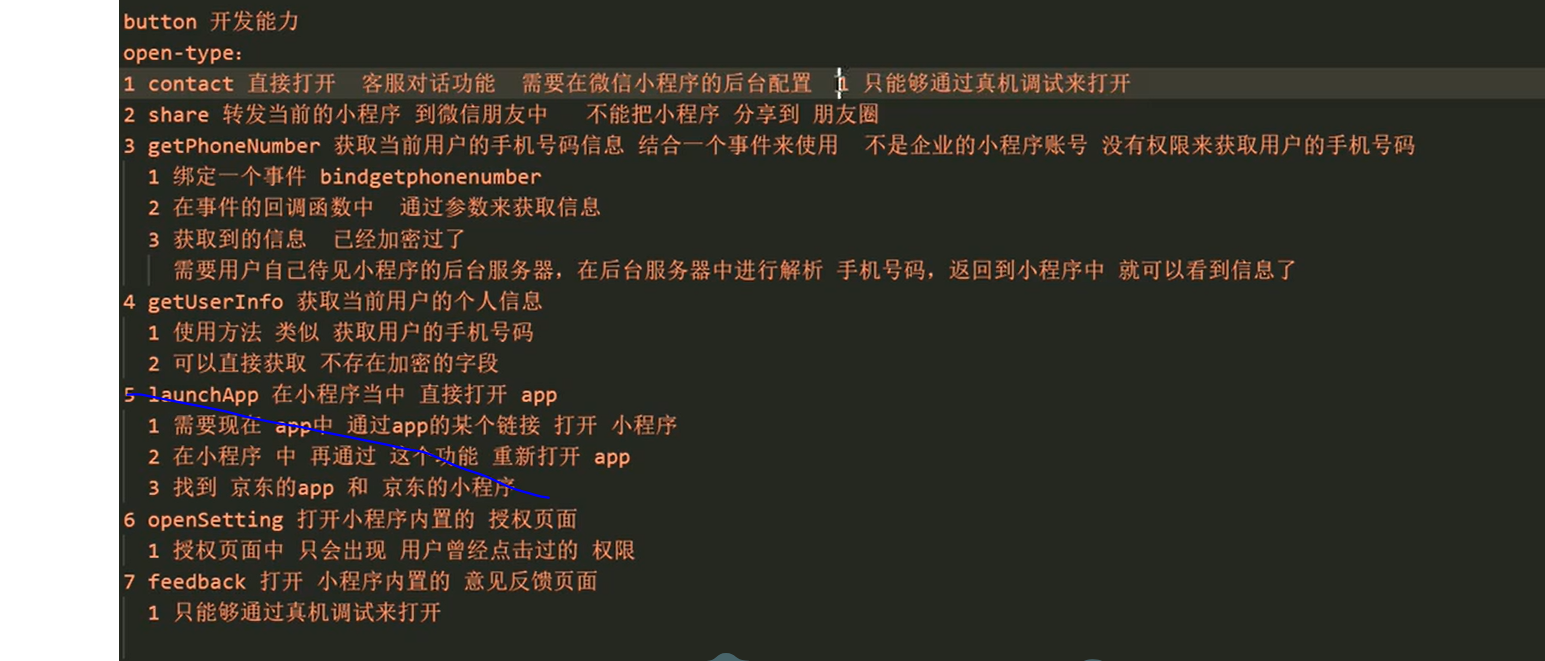 button 开发能力
open-type:
1 contact 直接打开 客服对话功能 需要在微信小程序的后台配置 1 只能够通过真机调试来打开
2 share 转发当前的小程序 到微信朋友中 不能把小程序 分享到 朋友圈
3 getPhoneNumber 获取当前用户的手机号码信息 结合一个事件来使用 不是企业的小程序账号 没有权限来获取用户的手机号码
1 绑定一个事件 bindgetphonenumber
2 在事件的回调函数中 通过参数来获取信息
3 获取到的信息 已经加密过了
需要用户自己待见小程序的后台服务器，在后台服务器中进行解析 手机号码，返回到小程序中 就可以看到信息了
4 getUserInfo 获取当前用户的个人信息
1 使用方法 类似 获取用户的手机号码
2 可以直接获取 不存在加密的字段
5 launchApp 在小程序当中 直接打开 app
1 需要现在 app中 通过app的某个链接 打开 小程序
2 在小程序 中 再通过 这个功能 重新打开 app
3 找到 京东的app 和 京东的小程序
6 openSetting 打开小程序内置的 授权页面
1 授权页面中 只会出现 用户曾经点击过的 权限
7 feedback 打开 小程序内置的 意见反馈页面
1 只能够通过真机调试来打开